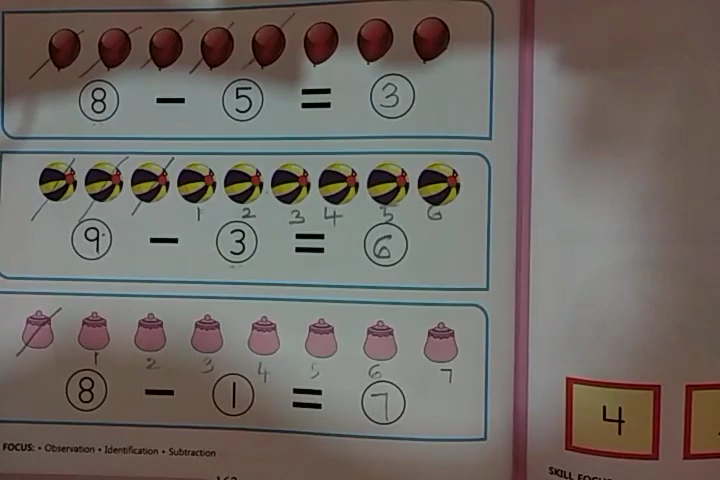 8 - 5 = 3
1 2 3 4 5 6
9 - 3 = 6
1 2 3 4 5 6 7
8 - 1 = 7
4
FOCUS: • Observation • Identification • Subtraction
SKILL